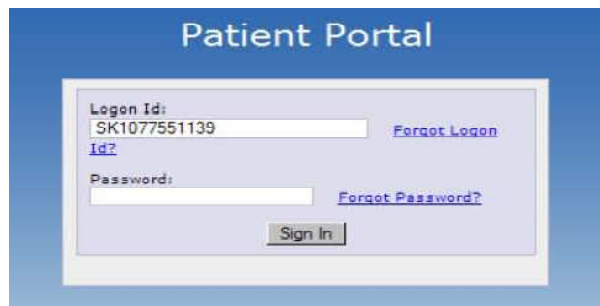 Patient Portal
Logon Id:
SK1077551139 Forgot Logon
Id?
Password:
Forgot Password?
Sign In